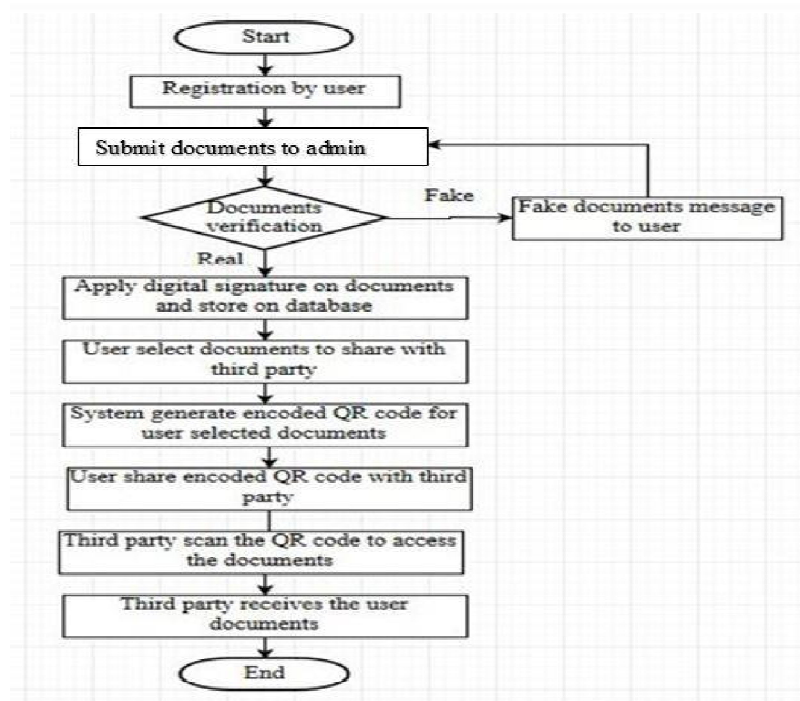 Start
Registration by user
Submit documents to admin
Documents
verification
Fake
Fake documents message
to user
Real
Apply digital signature on documents
and store on database
User select documents to share with
third party
System generate encoded QR code for
user selected documents
User share encoded QR code with third
party
Third party scan the QR code to access
the documents
Third party receives the user
documents
End